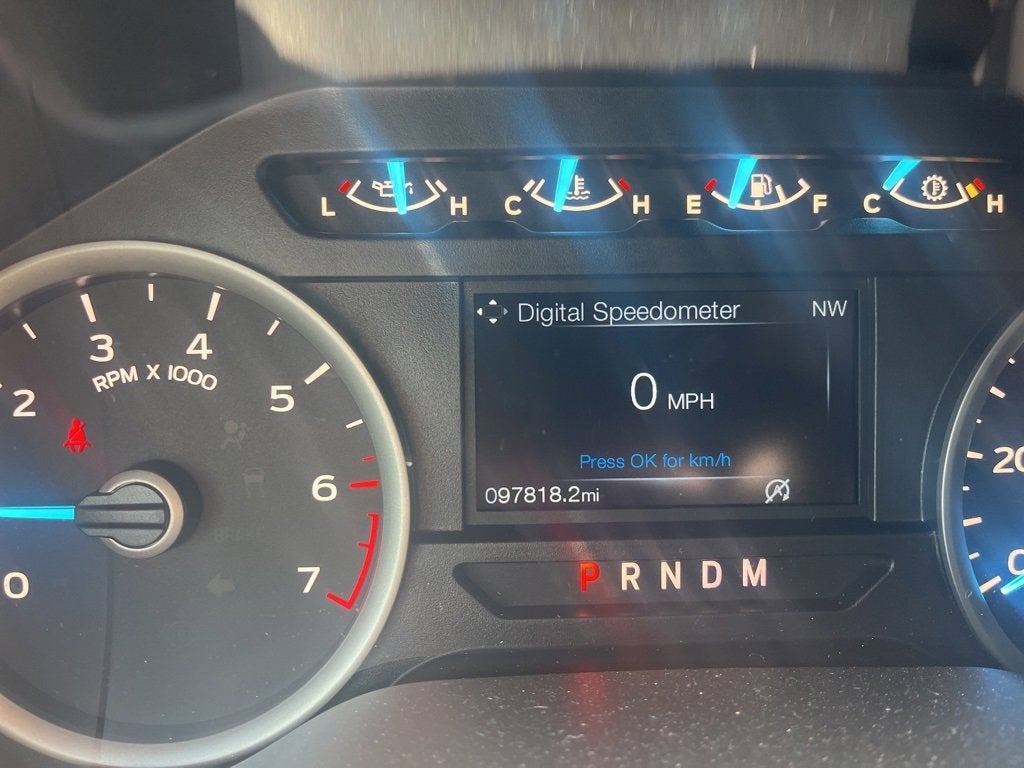 L H C H E F C H
Digital Speedometer NW
3 4
RPM X 1000
2 5
0 MPH
Press OK for km/h
6
097818.2mi
20
0 7
P R N D M
0